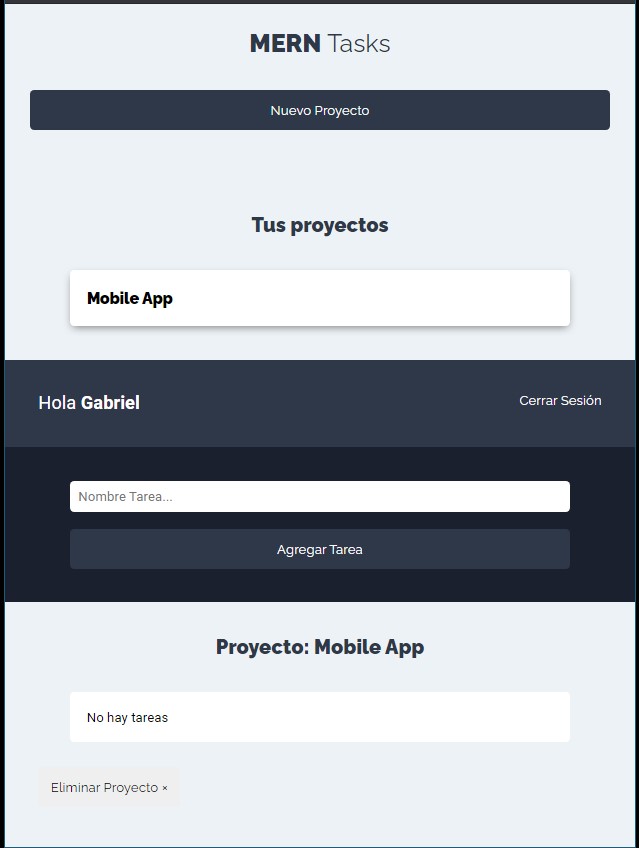 MERN Tasks
Nuevo Proyecto
Tus proyectos
Mobile App
Hola Gabriel
Cerrar Sesión
Nombre Tarea...
Agregar Tarea
Proyecto: Mobile App
No hay tareas
Eliminar Proyecto ×